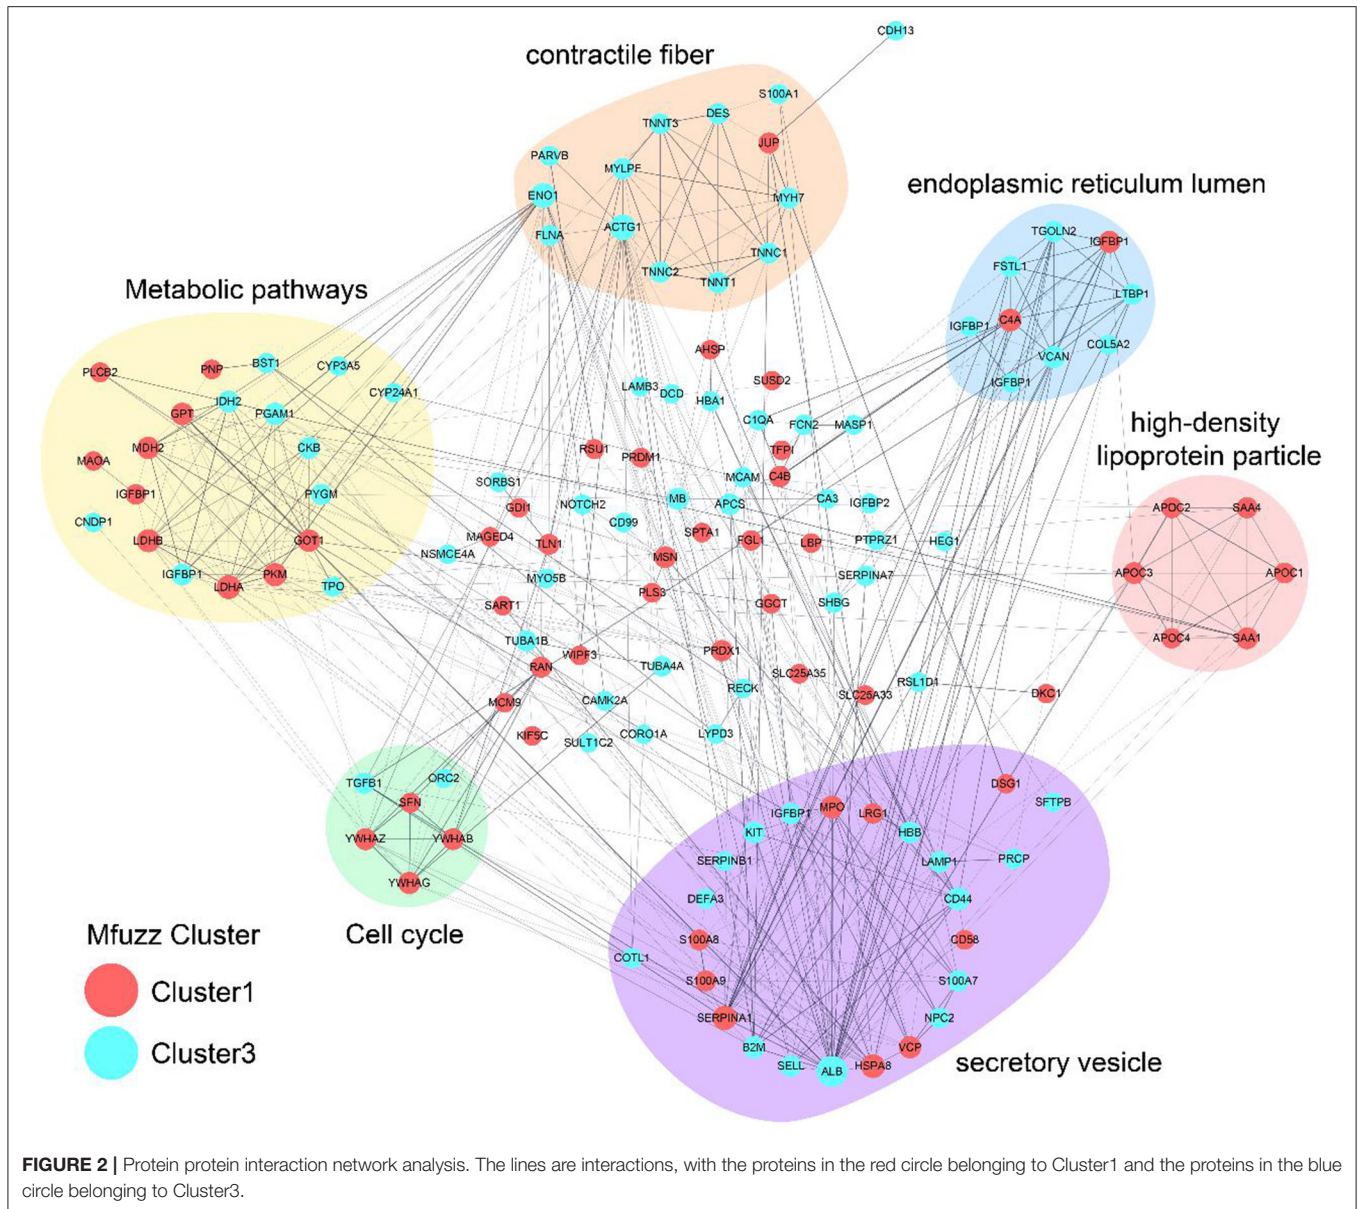 CDH13
contractile fiber
S100A1
DES
TNNT3
JUP
PARVB
MYLPF
ENO1
MYH7
ACTG1
FLNA
TNNC1
TNNC2
TNNT1
endoplasmic reticulum lumen
TGOLN2
IGFBP1
FSTL1
LTBP1
C4A
IGFBP1
COL5A2
VCAN
IGFBP1
Metabolic pathways
PLCB2
PNP
BST1
CYP3A5
CYP24A1
IDH2
GPT
PGAM1
MDH2
CKB
MAOA
IGFBP1
PYGM
CNDP1
LDHB
GOT1
IGFBP1
LDHA
PKM
TPO
AHSP
SUSD2
LAMB3
DCD
HBA1
C1QA
FCN2
MASP1
RSU1
PRDM1
TFPI
MCAM
C4B
SORBS1
GDI1
NOTCH2
MB
APCS
CA3
IGFBP2
CD99
MAGED4
TLN1
SPTA1
FGL1
LBP
PTPRZ1
HEG1
NSMCE4A
MSN
MYO5B
SERPINA7
PLS3
SART1
GGCT
SHBG
TUBA1B
WIPF3
PRDX1
RAN
TUBA4A
SLC25A35
RECK
SLC25A33
RSL1D1
DKC1
MCM9
CAMK2A
KIF5C
SULT1C2
CORO1A
LYPD3
high-density
lipoprotein particle
APOC2
SAA4
APOC3
APOC1
APOC4
SAA1
TGFB1
ORC2
SFN
YWHAZ
YWHAB
YWHAG
Cell cycle
DSG1
SFTPB
IGFBP1
MPO
LRG1
KIT
HBB
SERPINB1
LAMP1
PRCP
DEFA3
CD44
S100A8
CD58
COTL1
S100A9
S100A7
SERPINA1
NPC2
B2M
VCP
SELL
ALB
HSPA8
secretory vesicle
Mfuzz Cluster
Cluster1
Cluster3
FIGURE 2 | Protein protein interaction network analysis. The lines are interactions, with the proteins in the red circle belonging to Cluster1 and the proteins in the blue
circle belonging to Cluster3.